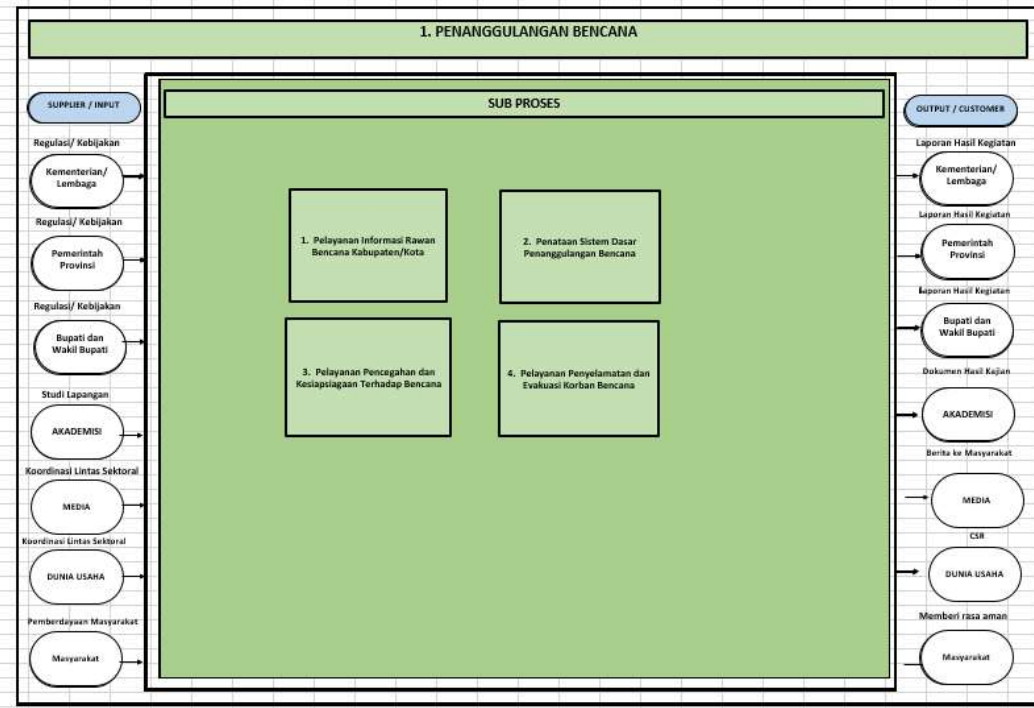 1. PENANGGULANGAN BENCANA
SUPPLIER / INPUT
Regulasi/ Kebijakan
Kementerian/
Lembaga
Regulasi/ Kebijakan
Pemerintah
Provinsi
Regulasi/ Kebijakan
Bupati dan
Wakil Bupati
Studi Lapangan
AKADEMISI
Koordinasi Lintas Sektoral
MEDIA
Koordinasi Lintas Sektoral
DUNIA USAHA
Pemberdayaan Masyarakat
Masyarakat
SUB PROSES
1. Pelayanan Informasi Rawan
Bencana Kabupaten/Kota
2. Penataan Sistem Dasar
Penanggulangan Bencana
3. Pelayanan Pencegahan dan
Kesiapsiagaan Terhadap Bencana
4. Pelayanan Penyelamatan dan
Evakuasi Korban Bencana
OUTPUT / CUSTOMER
Laporan Hasil Kegiatan
Kementerian/
Lembaga
Laporan Hasil Kegiatan
Pemerintah
Provinsi
Laporan Hasil Kegiatan
Bupati dan
Wakil Bupati
Dokumen Hasil Kajian
AKADEMISI
Berita ke Masyarakat
MEDIA
CSR
DUNIA USAHA
Memberi rasa aman
Masyarakat